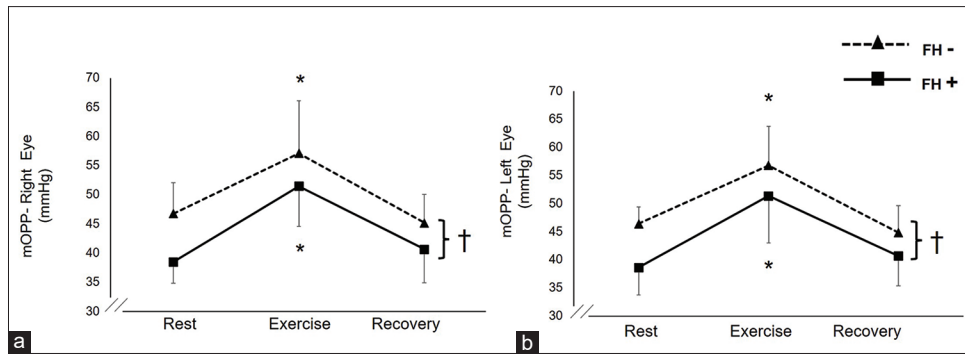 FH -
FH +
mOPP- Right Eye
(mmHg)
70
65
60
55
50
45
40
35
30
*
*
†
Rest Exercise Recovery
a
mOPP- Left Eye
(mmHg)
70
65
60
55
50
45
40
35
30
*
*
†
Rest Exercise Recovery
b